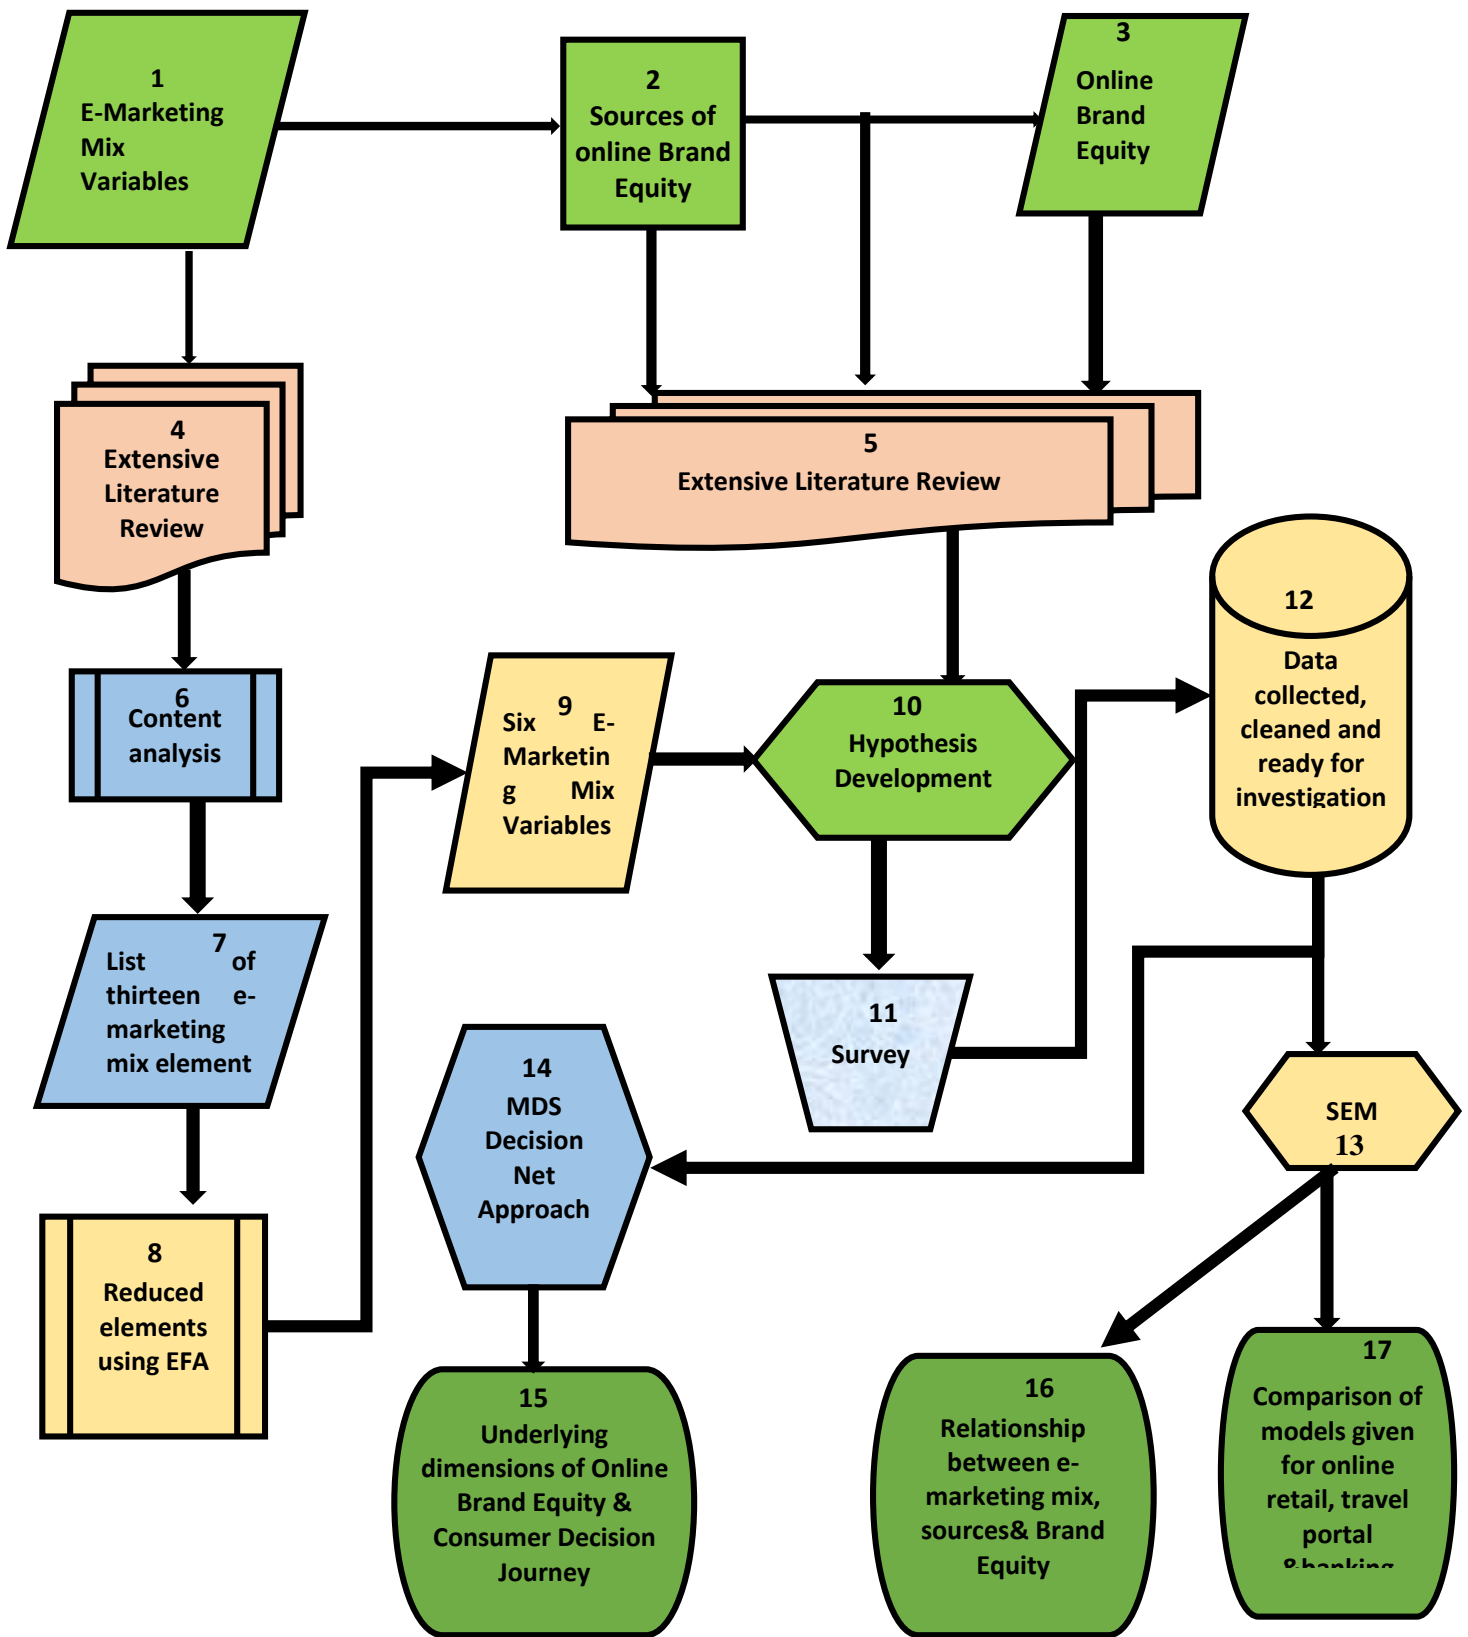 1
E-Marketing
Mix
Variables
2
Sources of
online Brand
Equity
3
Online
Brand
Equity
4
Extensive
Literature
Review
5
Extensive Literature Review
6
Content
analysis
7
List of
thirteen e-
marketing
mix element
8
Reduced
elements
using EFA
9
Six E-
Marketin
g Mix
Variables
10
Hypothesis
Development
11
Survey
12
Data
collected,
cleaned and
ready for
investigation
SEM
13
14
MDS
Decision
Net
Approach
15
Underlying
dimensions of Online
Brand Equity &
Consumer Decision
Journey
16
Relationship
between e-
marketing mix,
sources& Brand
Equity
17
Comparison of
models given
for online
retail, travel
portal
&banking